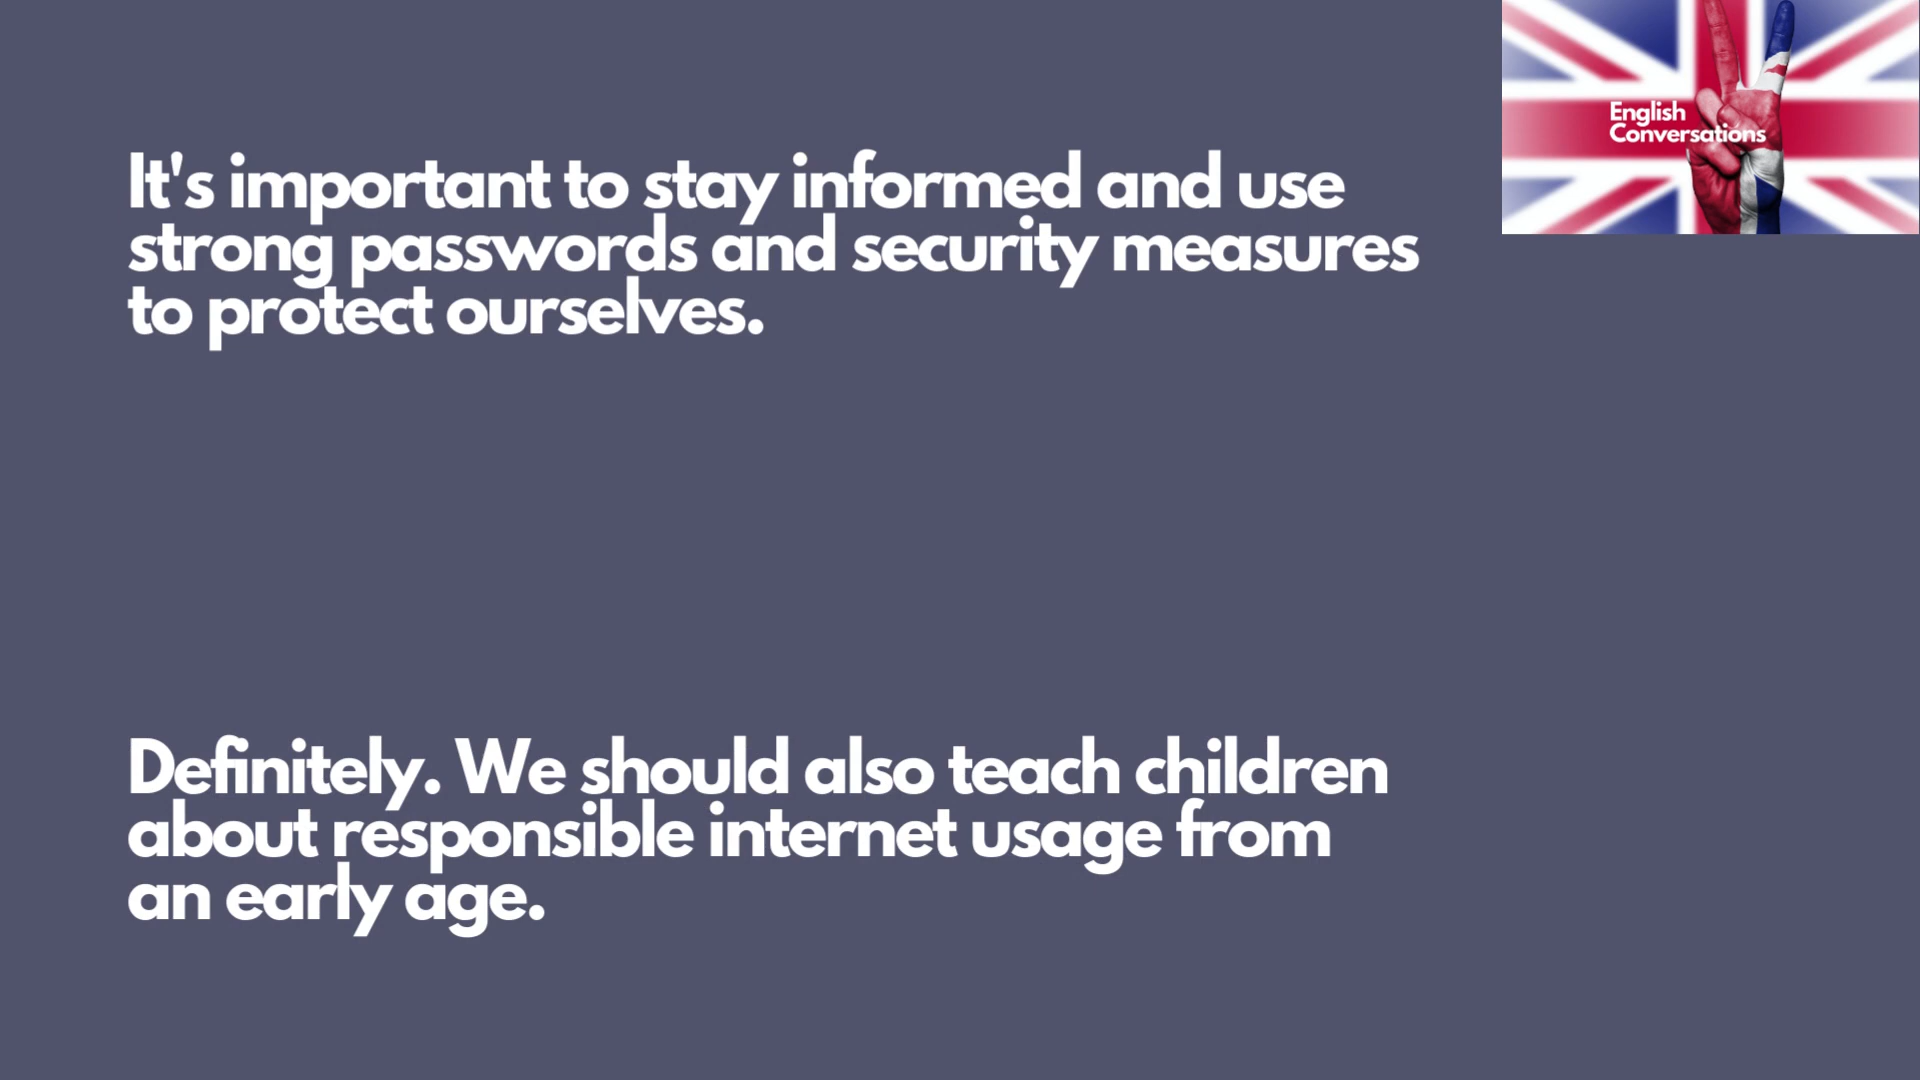 English
Conversations
It's important to stay informed and use
strong passwords and security measures
to protect ourselves.
Definitely. We should also teach children
about responsible internet usage from
an early age.